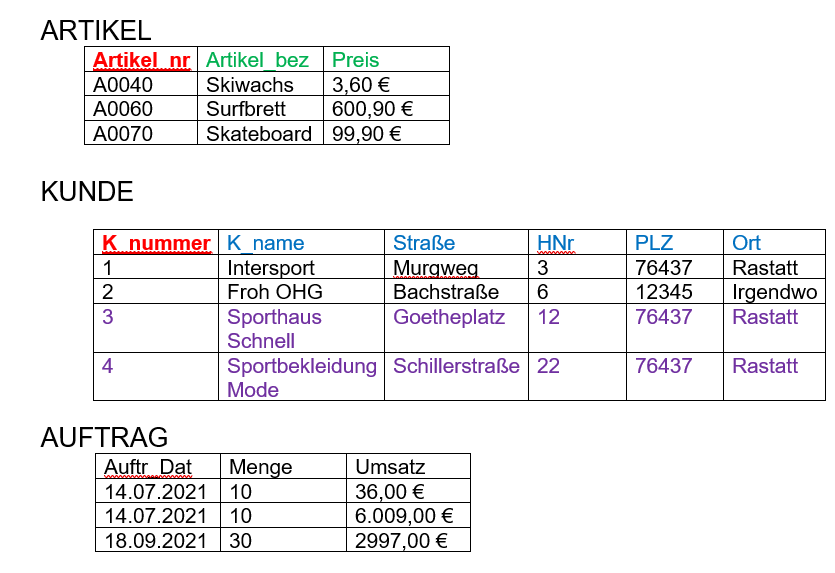 ARTIKEL
Artikel_nr Artikel_bez Preis
A0040 Skiwachs 3,60 €
A0060 Surfbrett 600,90 €
A0070 Skateboard 99,90 €
KUNDE
K_nummer K_name Straße HNr PLZ Ort
1 Intersport Murgweg 3 76437 Rastatt
2 Froh OHG Bachstraße 6 12345 Irgendwo
3 Sporthaus Goetheplatz 12 76437 Rastatt
Schnell
4 Sportbekleidung Schillerstraße 22 76437 Rastatt
Mode
AUFTRAG
Auftr_Dat Menge Umsatz
14.07.2021 10 36,00 €
14.07.2021 10 6.009,00 €
18.09.2021 30 2997,00 €